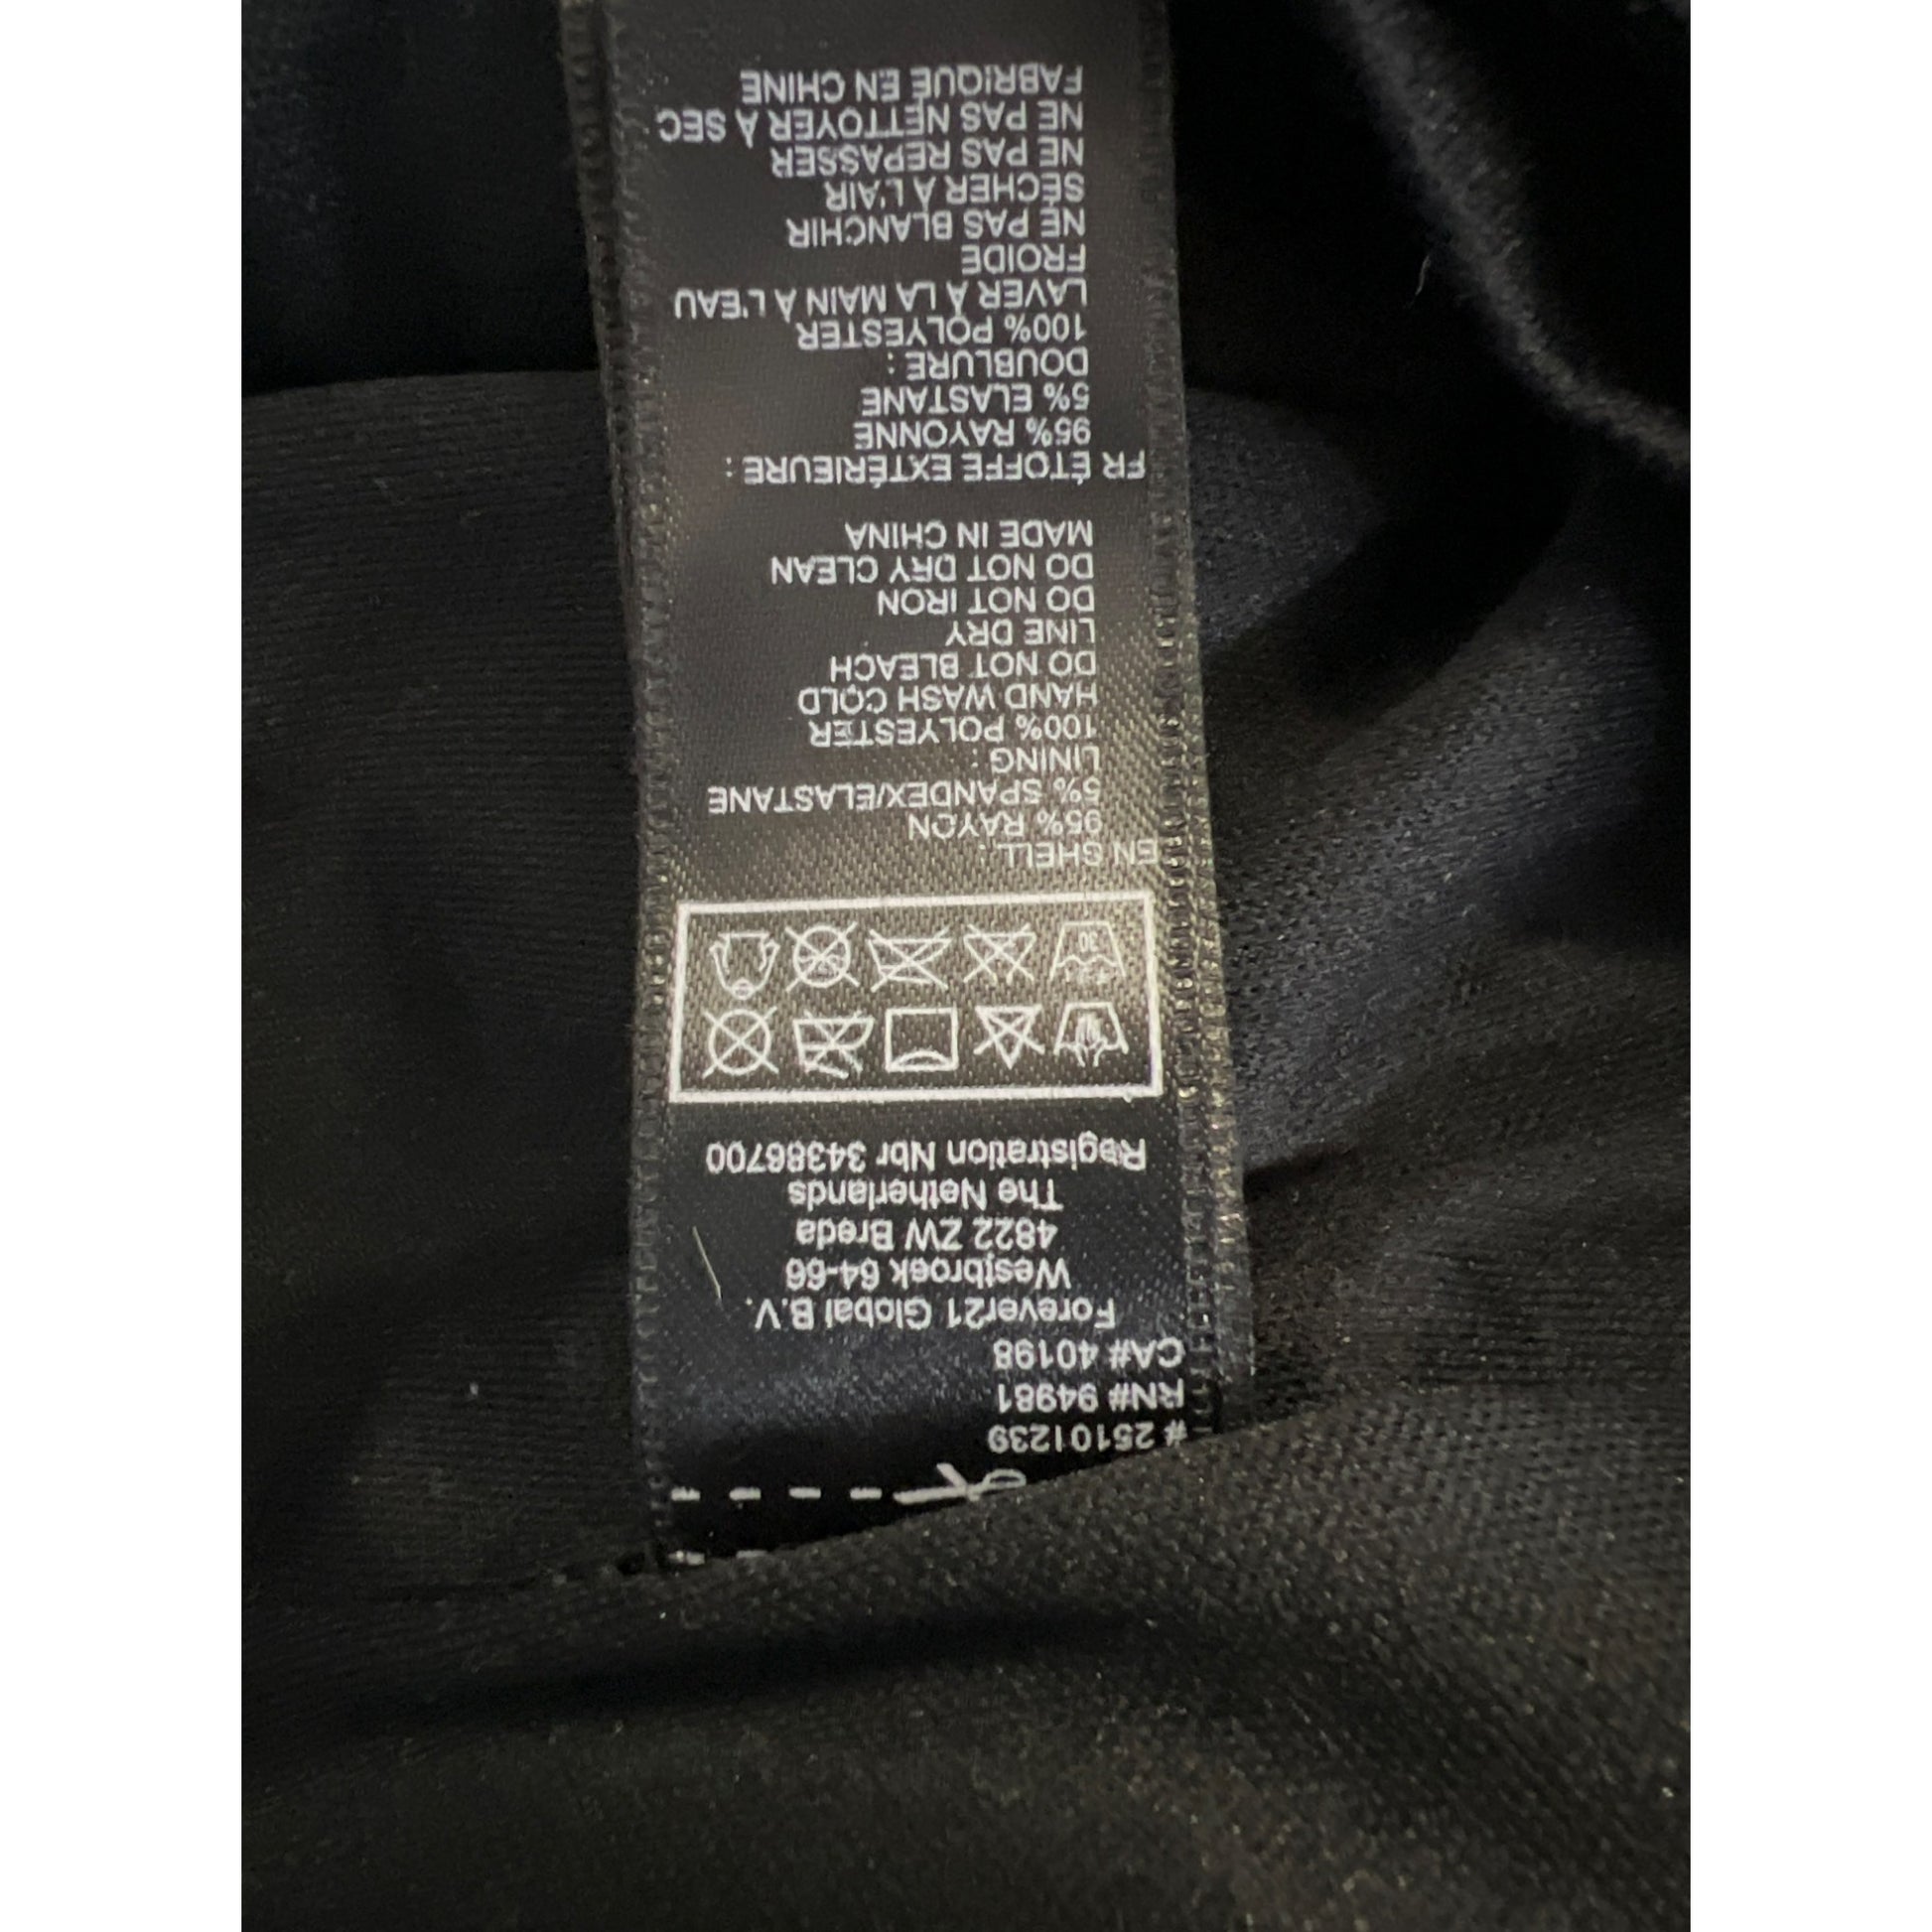 # 25101239
RN# 94981
CA# 40198
Forever21 Global B.V.
Westbroek 64-66
4822 ZW Breda
The Netherlands
Registration Nbr 34386700
30
EN SHELL :
95% RAYON
5% SPANDEX/ELASTANE
LINING :
100% POLYESTER
HAND WASH COLD
DO NOT BLEACH
LINE DRY
DO NOT IRON
DO NOT DRY CLEAN
MADE IN CHINA
FR ÉTOFFE EXTÉRIEURE :
95% RAYONNE
5% ELASTANE
DOUBLURE :
100% POLYESTER
LAVER À LA MAIN À L'EAU
FROIDE
NE PAS BLANCHIR
SÉCHER À L'AIR
NE PAS REPASSER
NE PAS NETTOYER À SEC
FABRIQUÉ EN CHINE